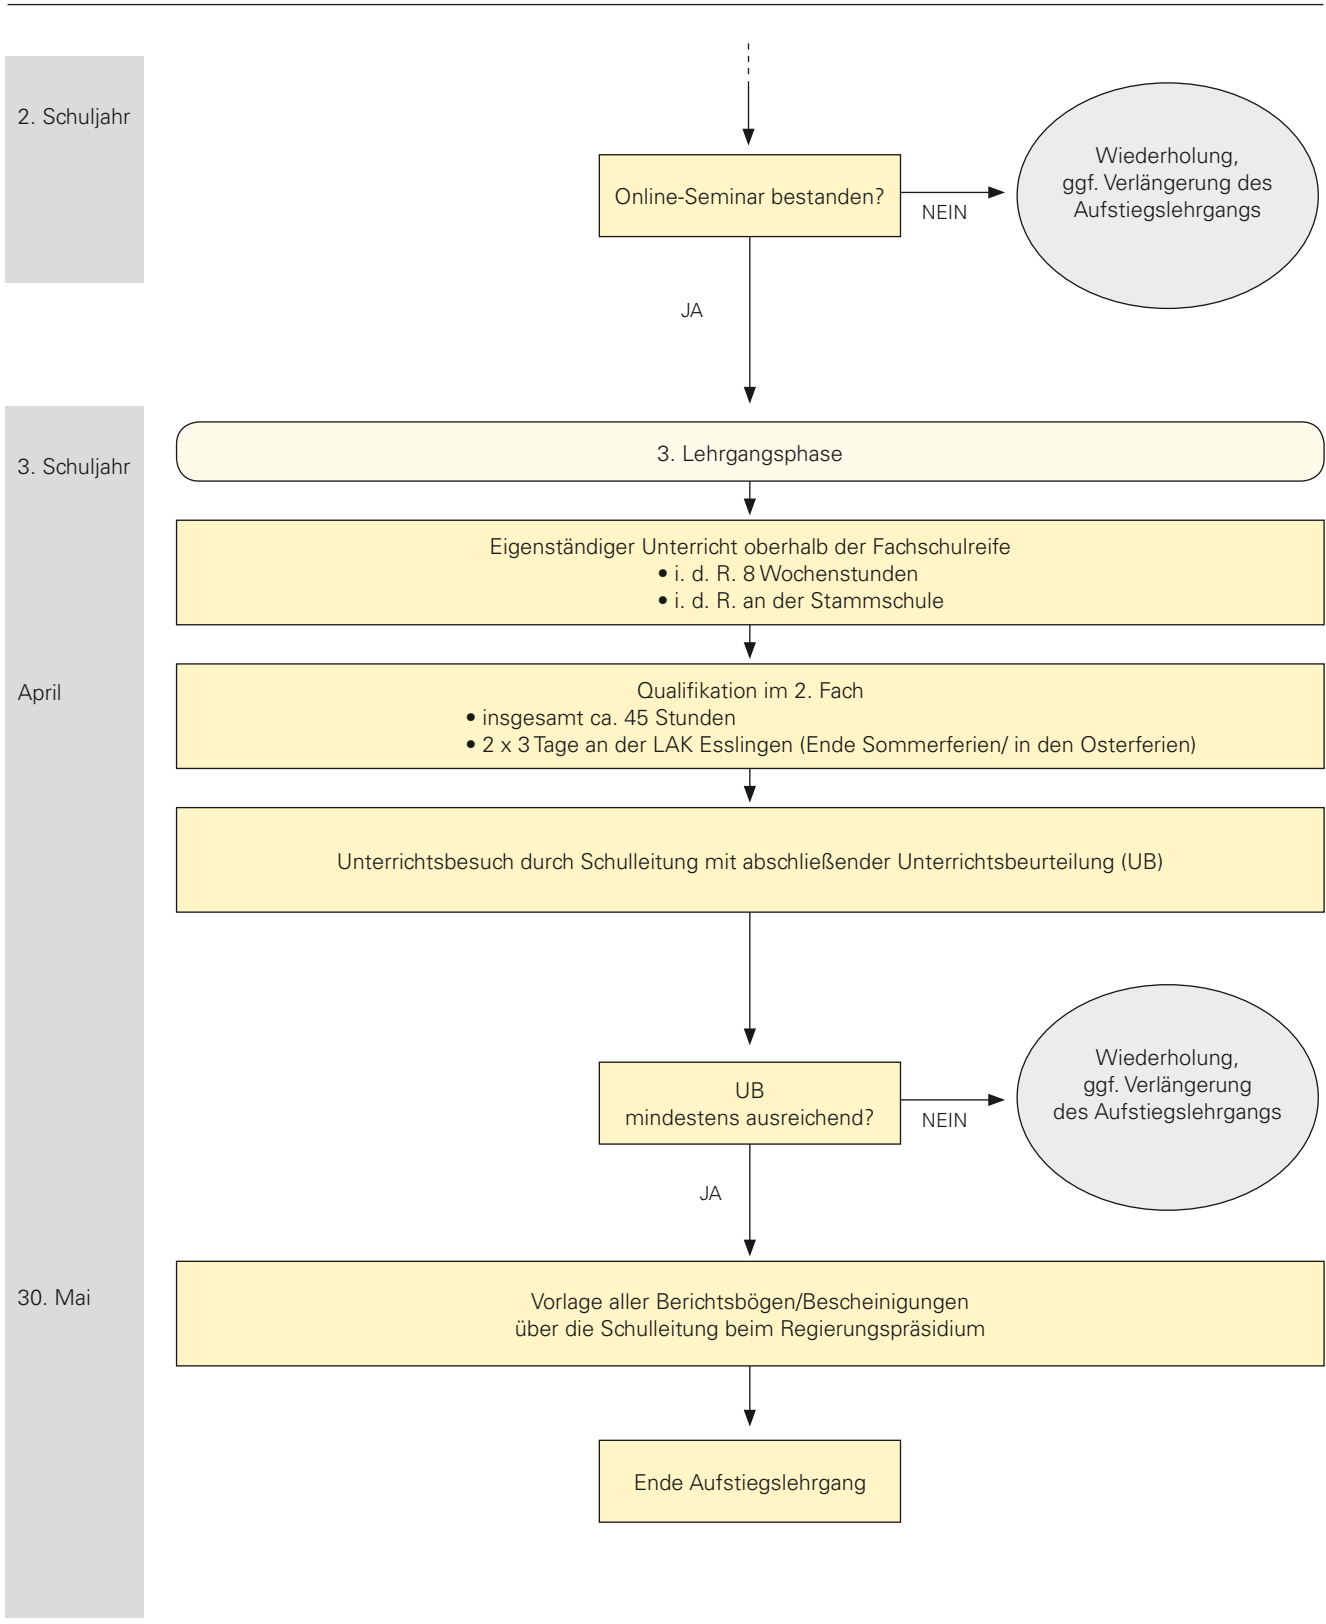 2. Schuljahr
Online-Seminar bestanden?
NEIN
Wiederholung,
ggf. Verlängerung des
Aufstiegslehrgangs
JA
3. Schuljahr
3. Lehrgangsphase
Eigenständiger Unterricht oberhalb der Fachschulreife
• i. d. R. 8 Wochenstunden
• i. d. R. an der Stammschule
April
Qualifikation im 2. Fach
• insgesamt ca. 45 Stunden
• 2 x 3 Tage an der LAK Esslingen (Ende Sommerferien/ in den Osterferien)
Unterrichtsbesuch durch Schulleitung mit abschließender Unterrichtsbeurteilung (UB)
UB
mindestens ausreichend?
NEIN
Wiederholung,
ggf. Verlängerung
des Aufstiegslehrgangs
JA
30. Mai
Vorlage aller Berichtsbögen/Bescheinigungen
über die Schulleitung beim Regierungspräsidium
Ende Aufstiegslehrgang